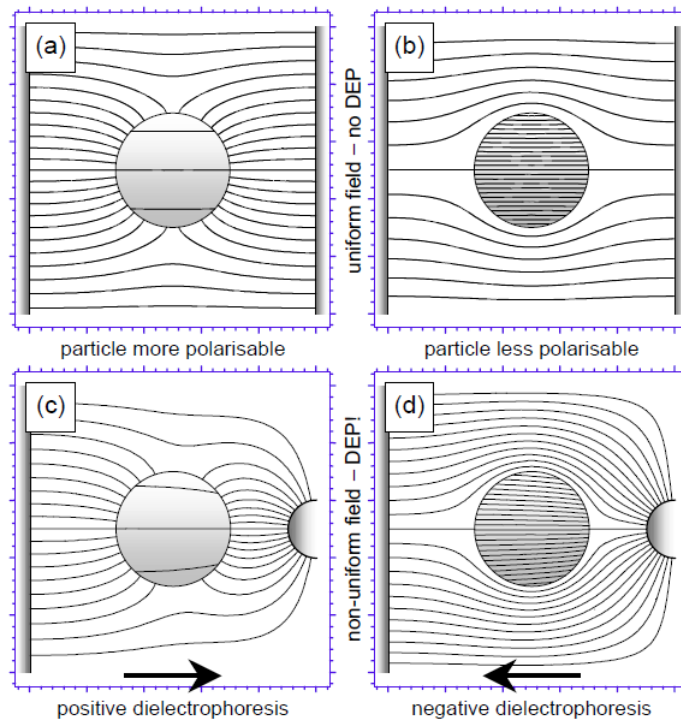 (a)
(b)
uniform field – no DEP
particle more polarisable
particle less polarisable
(c)
(d)
non-uniform field – DEP!
positive dielectrophoresis
negative dielectrophoresis